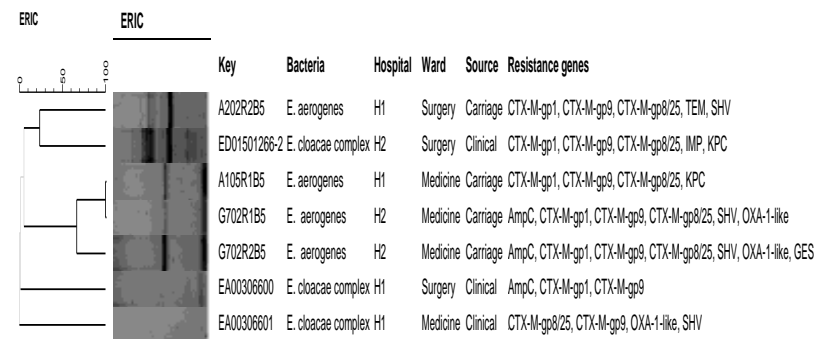 ERIC
ERIC
0 50 100
Key Bacteria Hospital Ward Source Resistance genes
A202R2B5 E. aerogenes H1 Surgery Carriage CTX-M-gp1, CTX-M-gp9, CTX-M-gp8/25, TEM, SHV
ED01501266-2 E. cloacae complex H2 Surgery Clinical CTX-M-gp1, CTX-M-gp9, CTX-M-gp8/25, IMP, KPC
A105R1B5 E. aerogenes H1 Medicine Carriage CTX-M-gp1, CTX-M-gp9, CTX-M-gp8/25, KPC
G702R1B5 E. aerogenes H2 Medicine Carriage AmpC, CTX-M-gp1, CTX-M-gp9, CTX-M-gp8/25, SHV, OXA-1-like
G702R2B5 E. aerogenes H2 Medicine Carriage AmpC, CTX-M-gp1, CTX-M-gp9, CTX-M-gp8/25, SHV, OXA-1-like, GES
EA00306600 E. cloacae complex H1 Surgery Clinical AmpC, CTX-M-gp1, CTX-M-gp9
EA00306601 E. cloacae complex H1 Medicine Clinical CTX-M-gp8/25, CTX-M-gp9, OXA-1-like, SHV